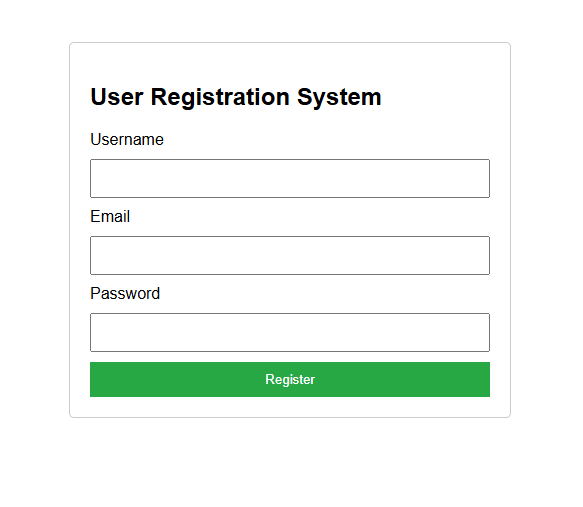 User Registration System
Username
Email
Password
Register